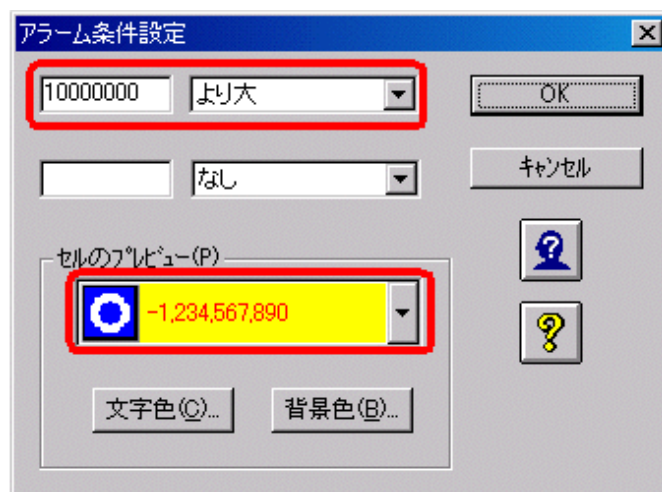 アラーム条件設定
10000000 より大 OK
なし キャンセル
セルのプレビュー(P)
-1,234,567,890
文字色(C)... 背景色(B)...